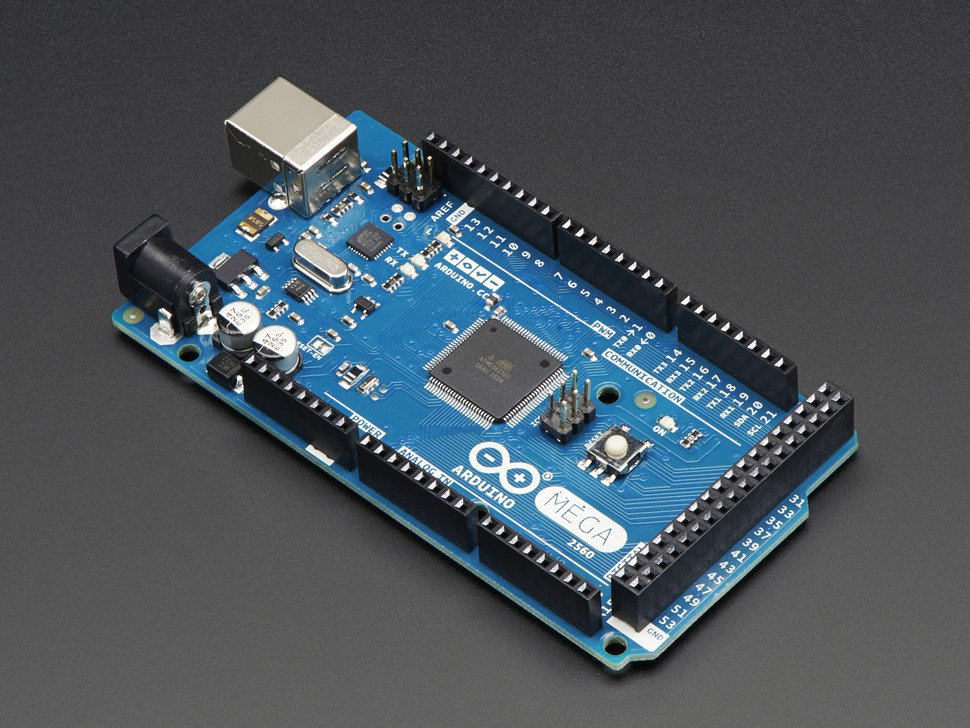 AREF
GND
13
12
11
10
9
8
7
6
5
4
3
2
TX0→1
RX0←0
PWM
COMMUNICATION
TX3 14
RX3 15
TX2 16
RX2 17
TX1 18
RX1 19
SDA 20
SCL 21
TX
RX
ARDUINO.CC
ON
POWER
ANALOG IN
ARDUINO
MEGA
2560
31
33
35
37
39
41
43
45
47
49
51
53
GND